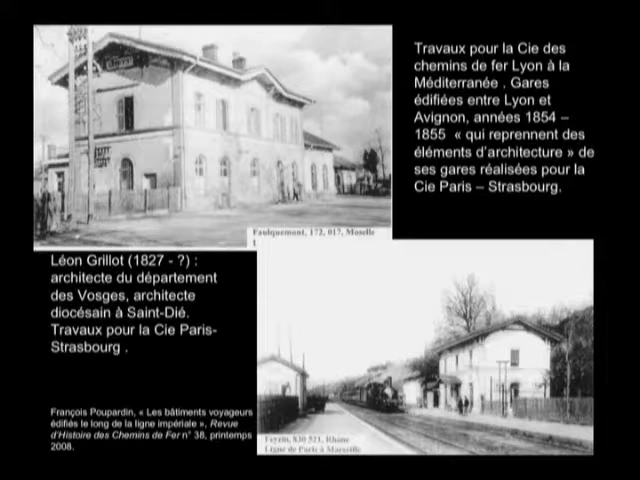 Travaux pour la Cie des
chemins de fer Lyon à la
Méditerranée . Gares
édifiées entre Lyon et
Avignon, années 1854 –
1855 « qui reprennent des
éléments d'architecture » de
ses gares réalisées pour la
Cie Paris – Strasbourg.
Faulquemont, 172, 017, Moselle
Léon Grillot (1827 - ?) :
architecte du département
des Vosges, architecte
diocésain à Saint-Dié.
Travaux pour la Cie Paris-
Strasbourg .
François Poupardin, « Les bâtiments voyageurs
édifiés le long de la ligne impériale », Revue
d'Histoire des Chemins de Fer n° 38, printemps
2008.
Feyzin, 830 521, Rhône
Ligne de Paris à Marseille